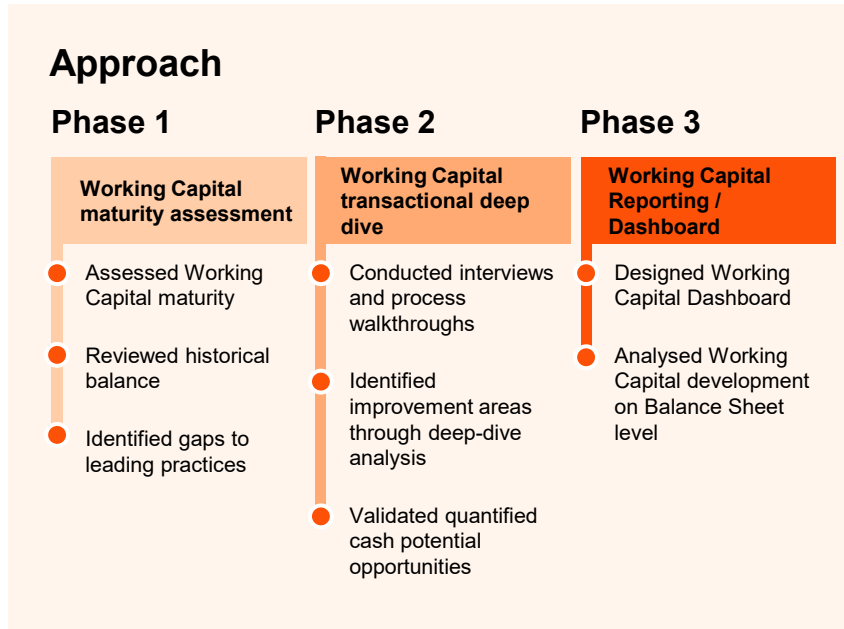 Approach
Phase 1
Working Capital
maturity assessment
Assessed Working
Capital maturity
Reviewed historical
balance
Identified gaps to
leading practices
Phase 2
Working Capital
transactional deep
dive
Conducted interviews
and process
walkthroughs
Identified
improvement areas
through deep-dive
analysis
Validated quantified
cash potential
opportunities
Phase 3
Working Capital
Reporting /
Dashboard
Designed Working
Capital Dashboard
Analysed Working
Capital development
on Balance Sheet
level